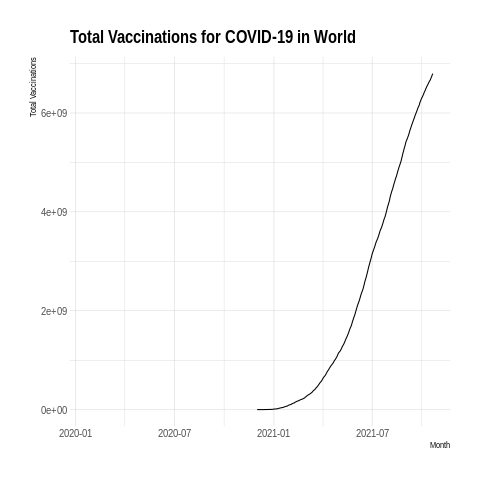 Total Vaccinations for COVID-19 in World
Total Vaccinations
6e+09
4e+09
2e+09
0e+00
2020-01 2020-07 2021-01 2021-07
Month